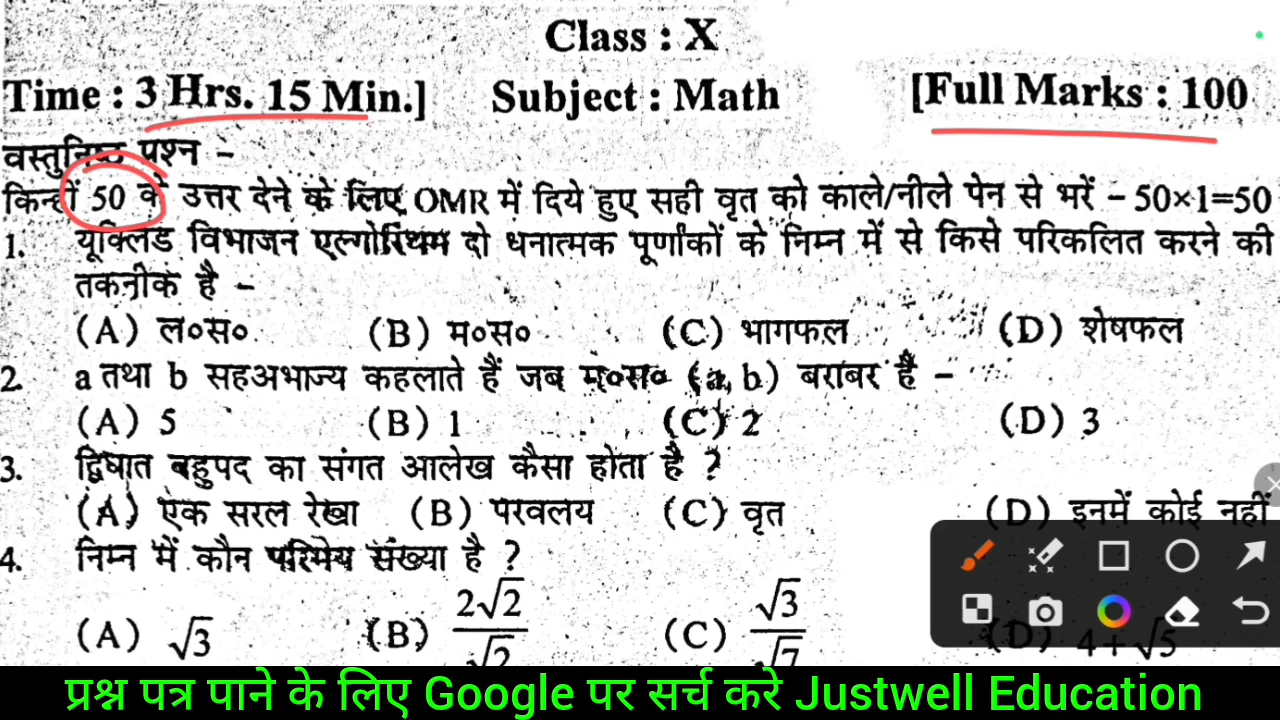 Class : X
Time : 3 Hrs. 15 Min.] Subject : Math [Full Marks : 100
वस्तुनिष्ठ प्रश्न –
किन्हीं 50 के उत्तर देने के लिए OMR में दिये हुए सही वृत को काले/नीले पेन से भरें – 50×1=50
1. यूक्लिड विभाजन एल्गोरिथम दो धनात्मक पूर्णांकों के निम्न में से किसे परिकलित करने की
तकनीक है –
(A) ल०स० (B) म०स० (C) भागफल (D) शेषफल
2. a तथा b सहअभाज्य कहलाते हैं जब म०स० (a, b) बराबर है –
(A) 5 (B) 1 (C) 2 (D) 3
3. द्विघात बहुपद का संगत आलेख कैसा होता है ?
(A) एक सरल रेखा (B) परवलय (C) वृत (D) इनमें कोई नहीं
4. निम्न में कौन परिमेय संख्या है ?
(A) √3 (B) 2√2/√2 (C) √3/√7 (D) 4+√5
प्रश्न पत्र पाने के लिए Google पर सर्च करे Justwell Education